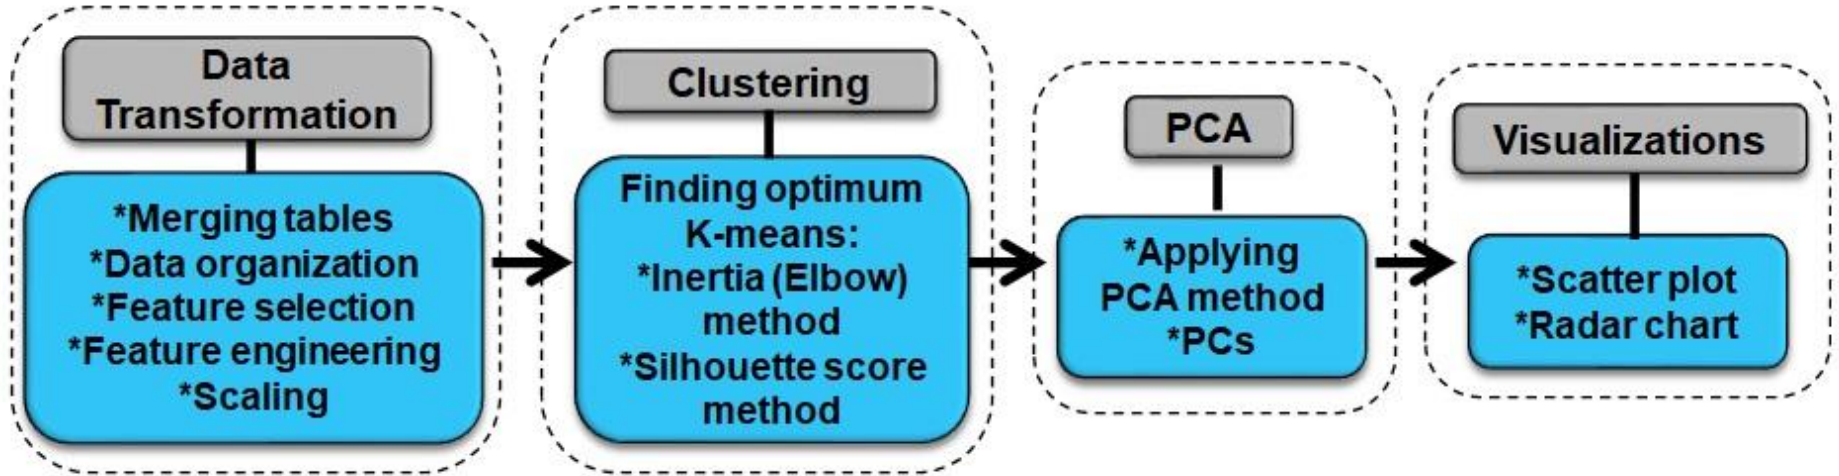 Data
Transformation
*Merging tables
*Data organization
*Feature selection
*Feature engineering
*Scaling
Clustering
Finding optimum
K-means:
*Inertia (Elbow)
method
*Silhouette score
method
PCA
*Applying
PCA method
*PCs
Visualizations
*Scatter plot
*Radar chart